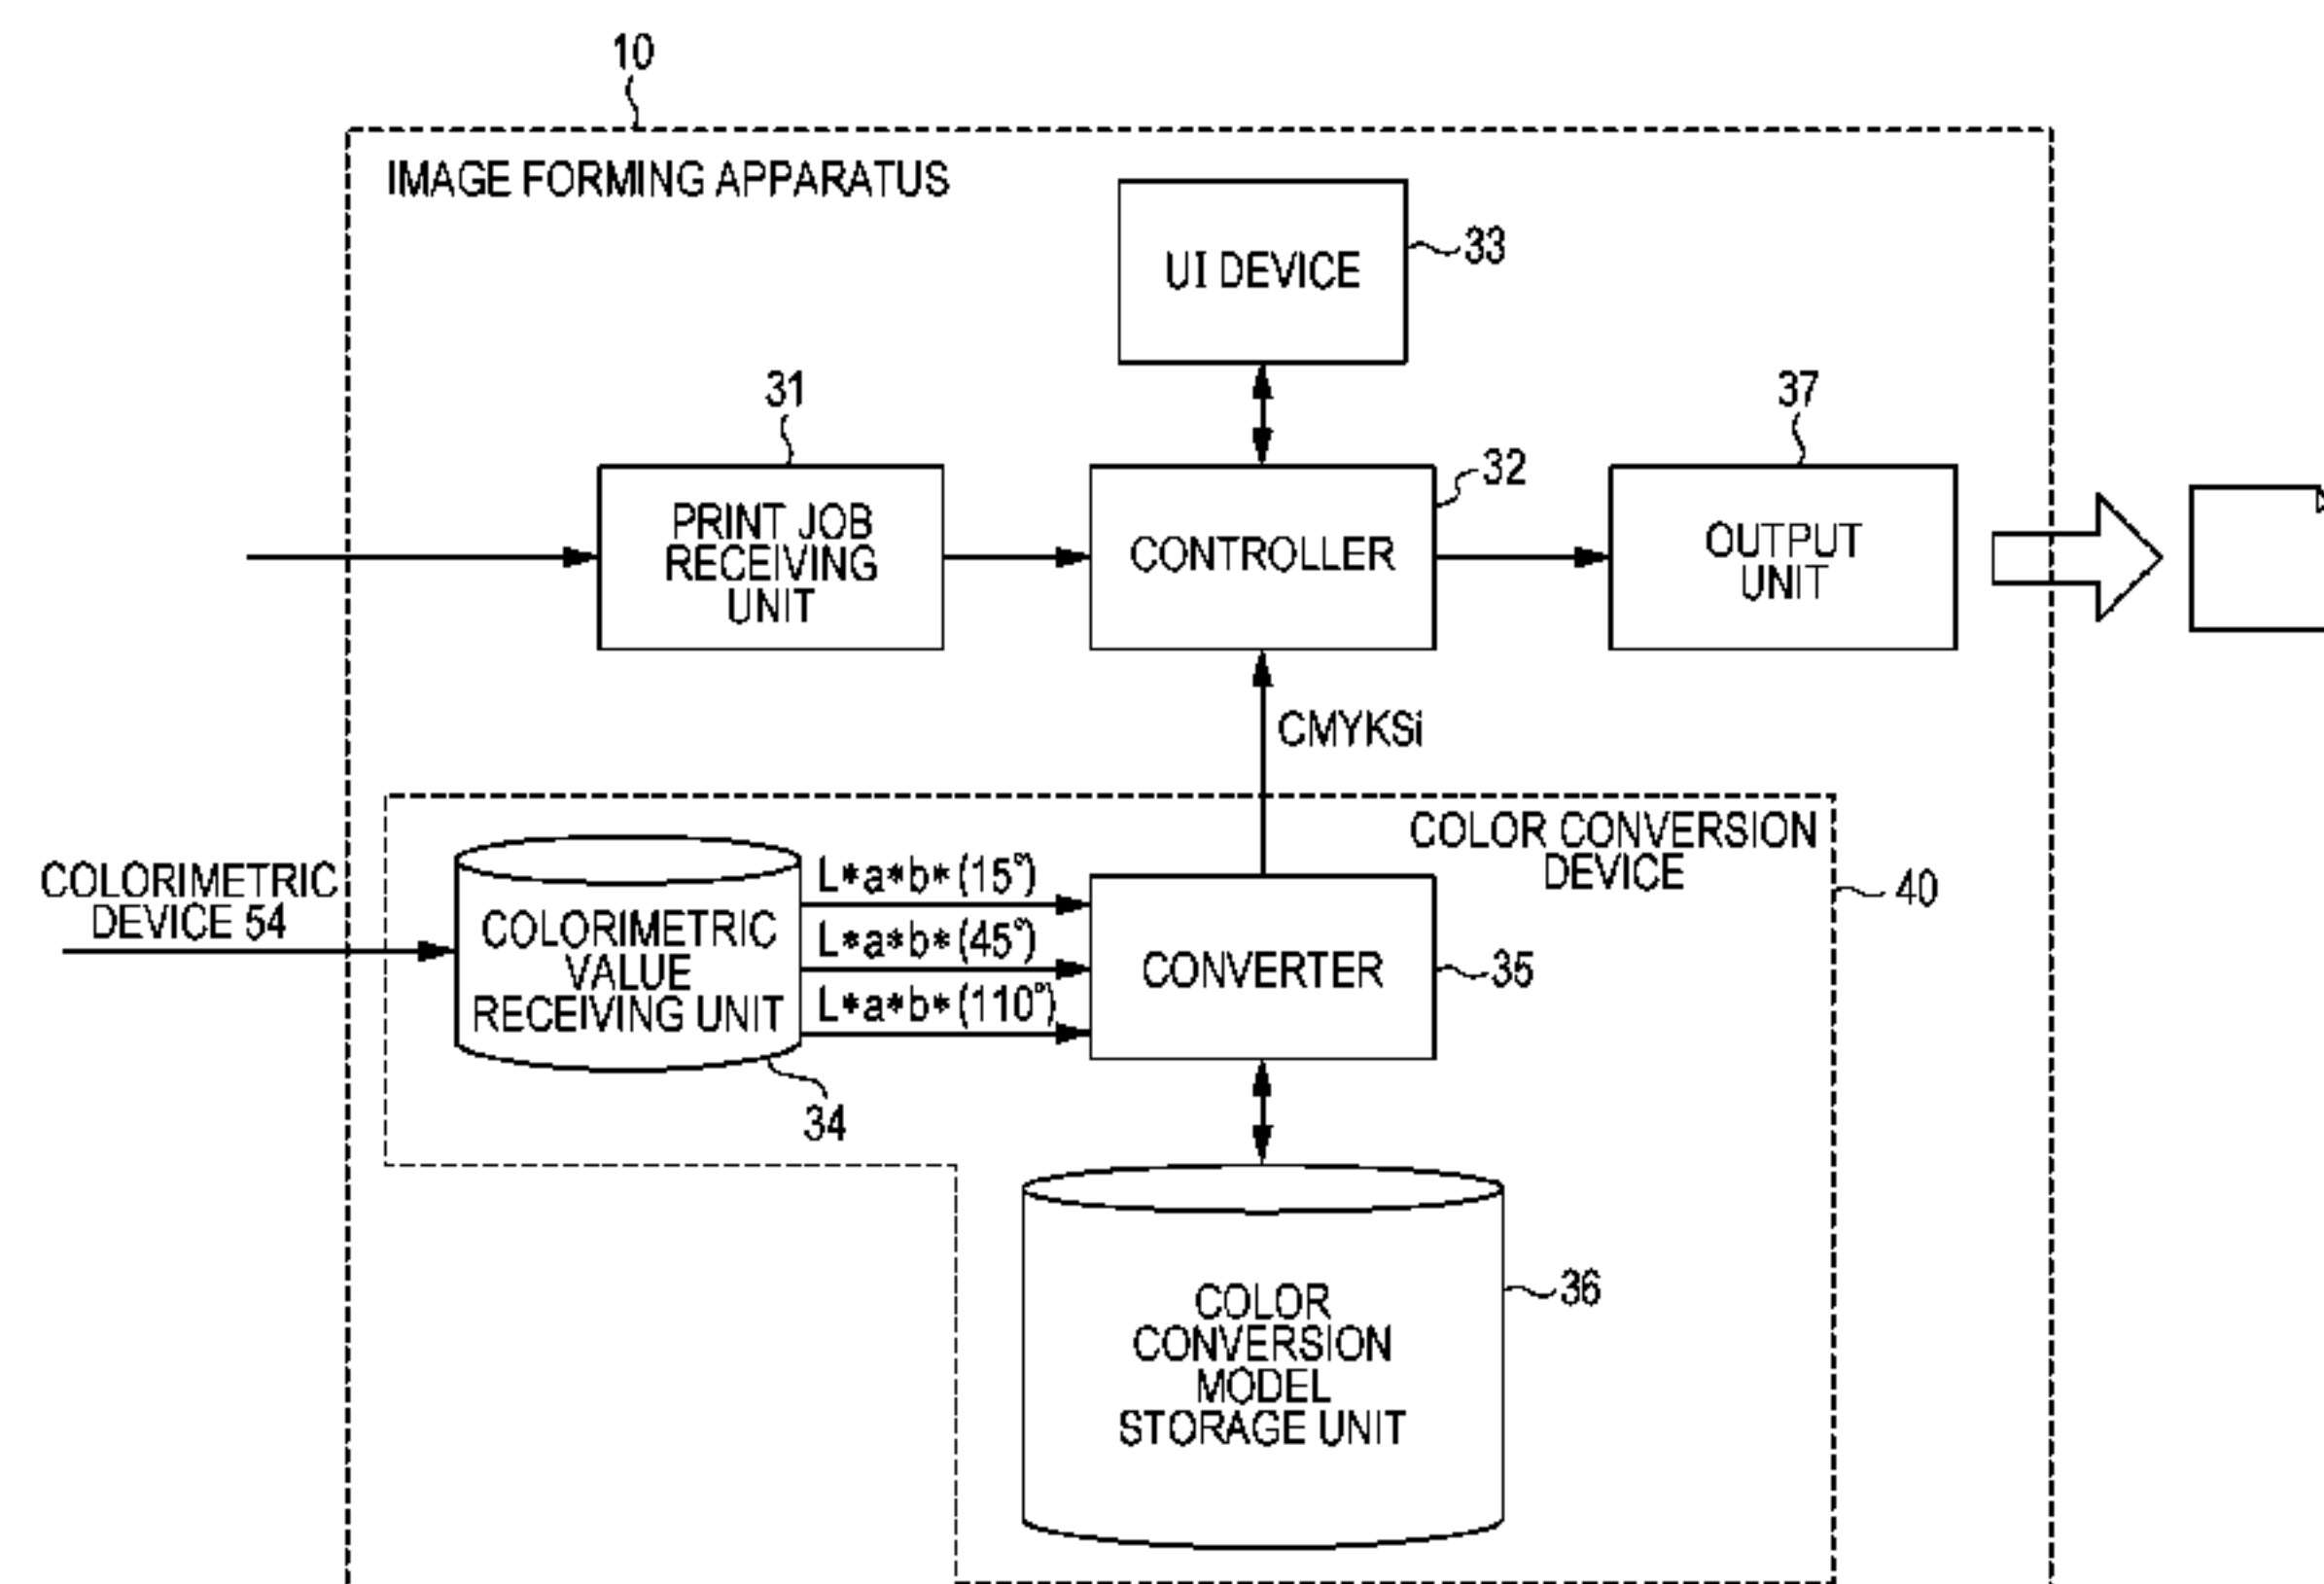 10
IMAGE FORMING APPARATUS
UI DEVICE
33
31
37
32
PRINT JOB
RECEIVING
UNIT
CONTROLLER
OUTPUT
UNIT
CMYKSi
COLOR CONVERSION
DEVICE
40
COLORIMETRIC
DEVICE 54
COLORIMETRIC
VALUE
RECEIVING UNIT
34
L*a*b*(15°)
L*a*b*(45°)
L*a*b*(110°)
CONVERTER
35
COLOR
CONVERSION
MODEL
STORAGE UNIT
36